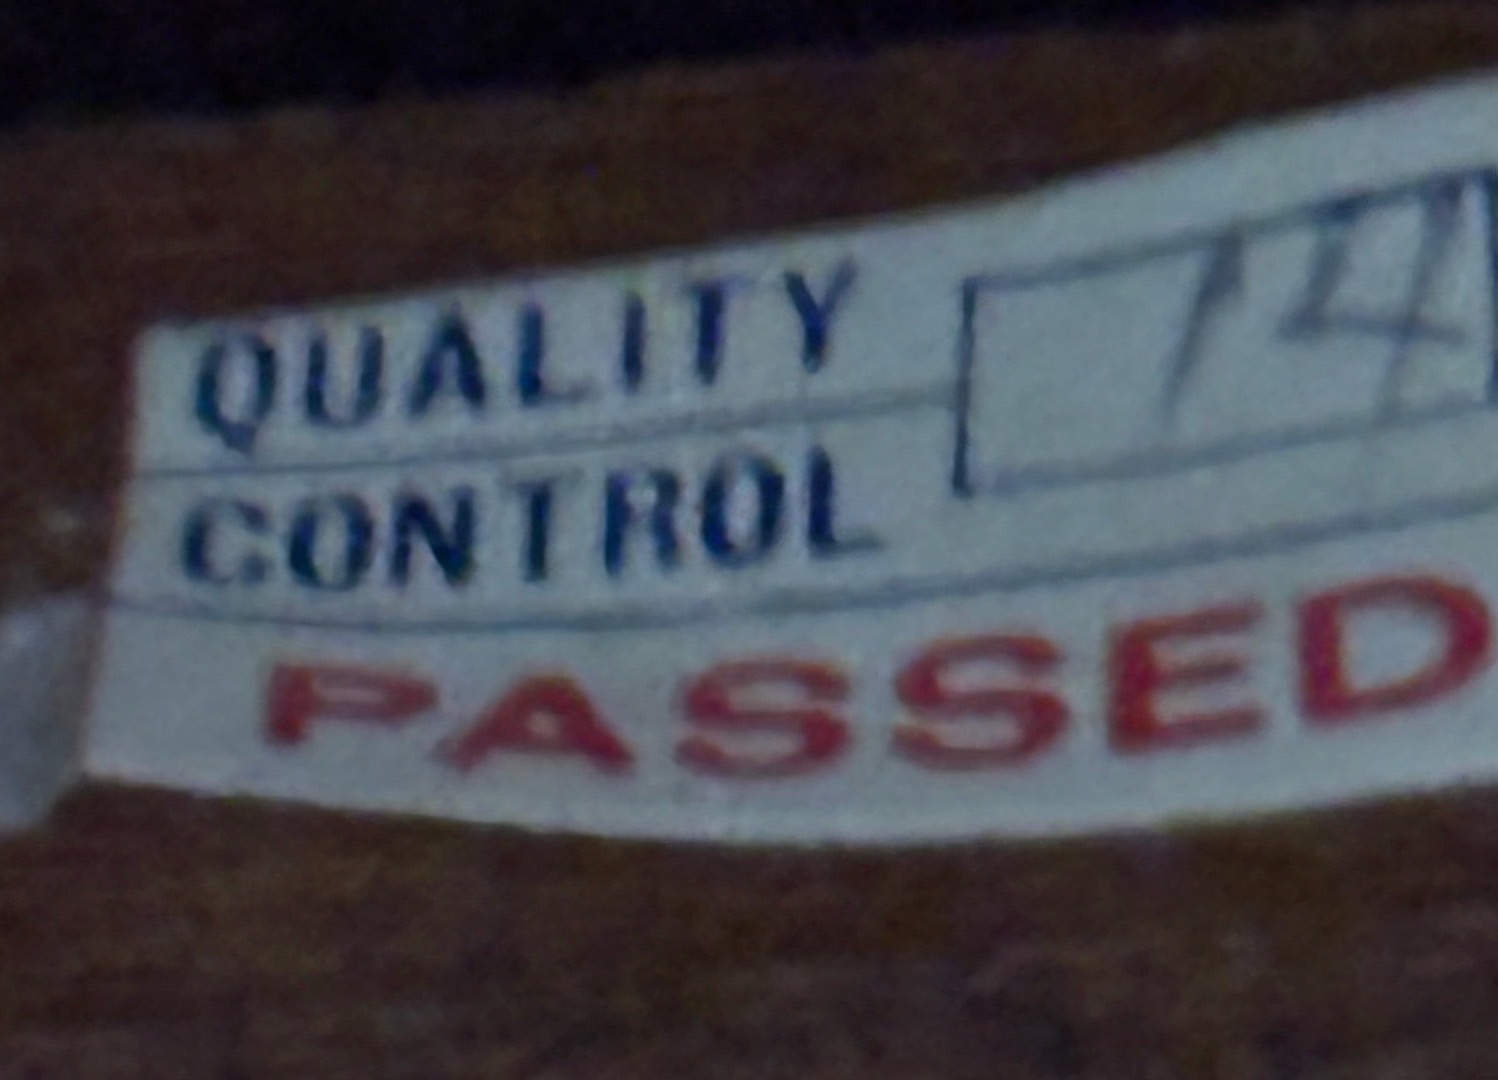 QUALITY
CONTROL
14
PASSED